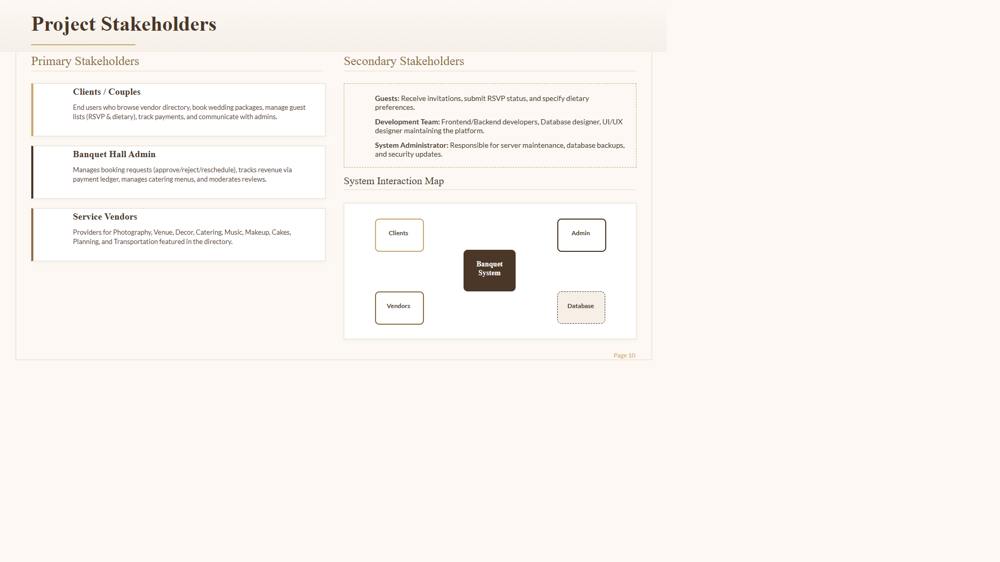 Project Stakeholders
Primary Stakeholders
Clients / Couples
End users who browse vendor directory, book wedding packages, manage guest
lists (RSVP & dietary), track payments, and communicate with admins.
Banquet Hall Admin
Manages booking requests (approve/reject/reschedule), tracks revenue via
payment ledger, manages catering menus, and moderates reviews.
Service Vendors
Providers for Photography, Venue, Decor, Catering, Music, Makeup, Cakes,
Planning, and Transportation featured in the directory.
Secondary Stakeholders
Guests: Receive invitations, submit RSVP status, and specify dietary
preferences.
Development Team: Frontend/Backend developers, Database designer, UI/UX
designer maintaining the platform.
System Administrator: Responsible for server maintenance, database backups,
and security updates.
System Interaction Map
Clients
Admin
Banquet
System
Vendors
Database
Page 10